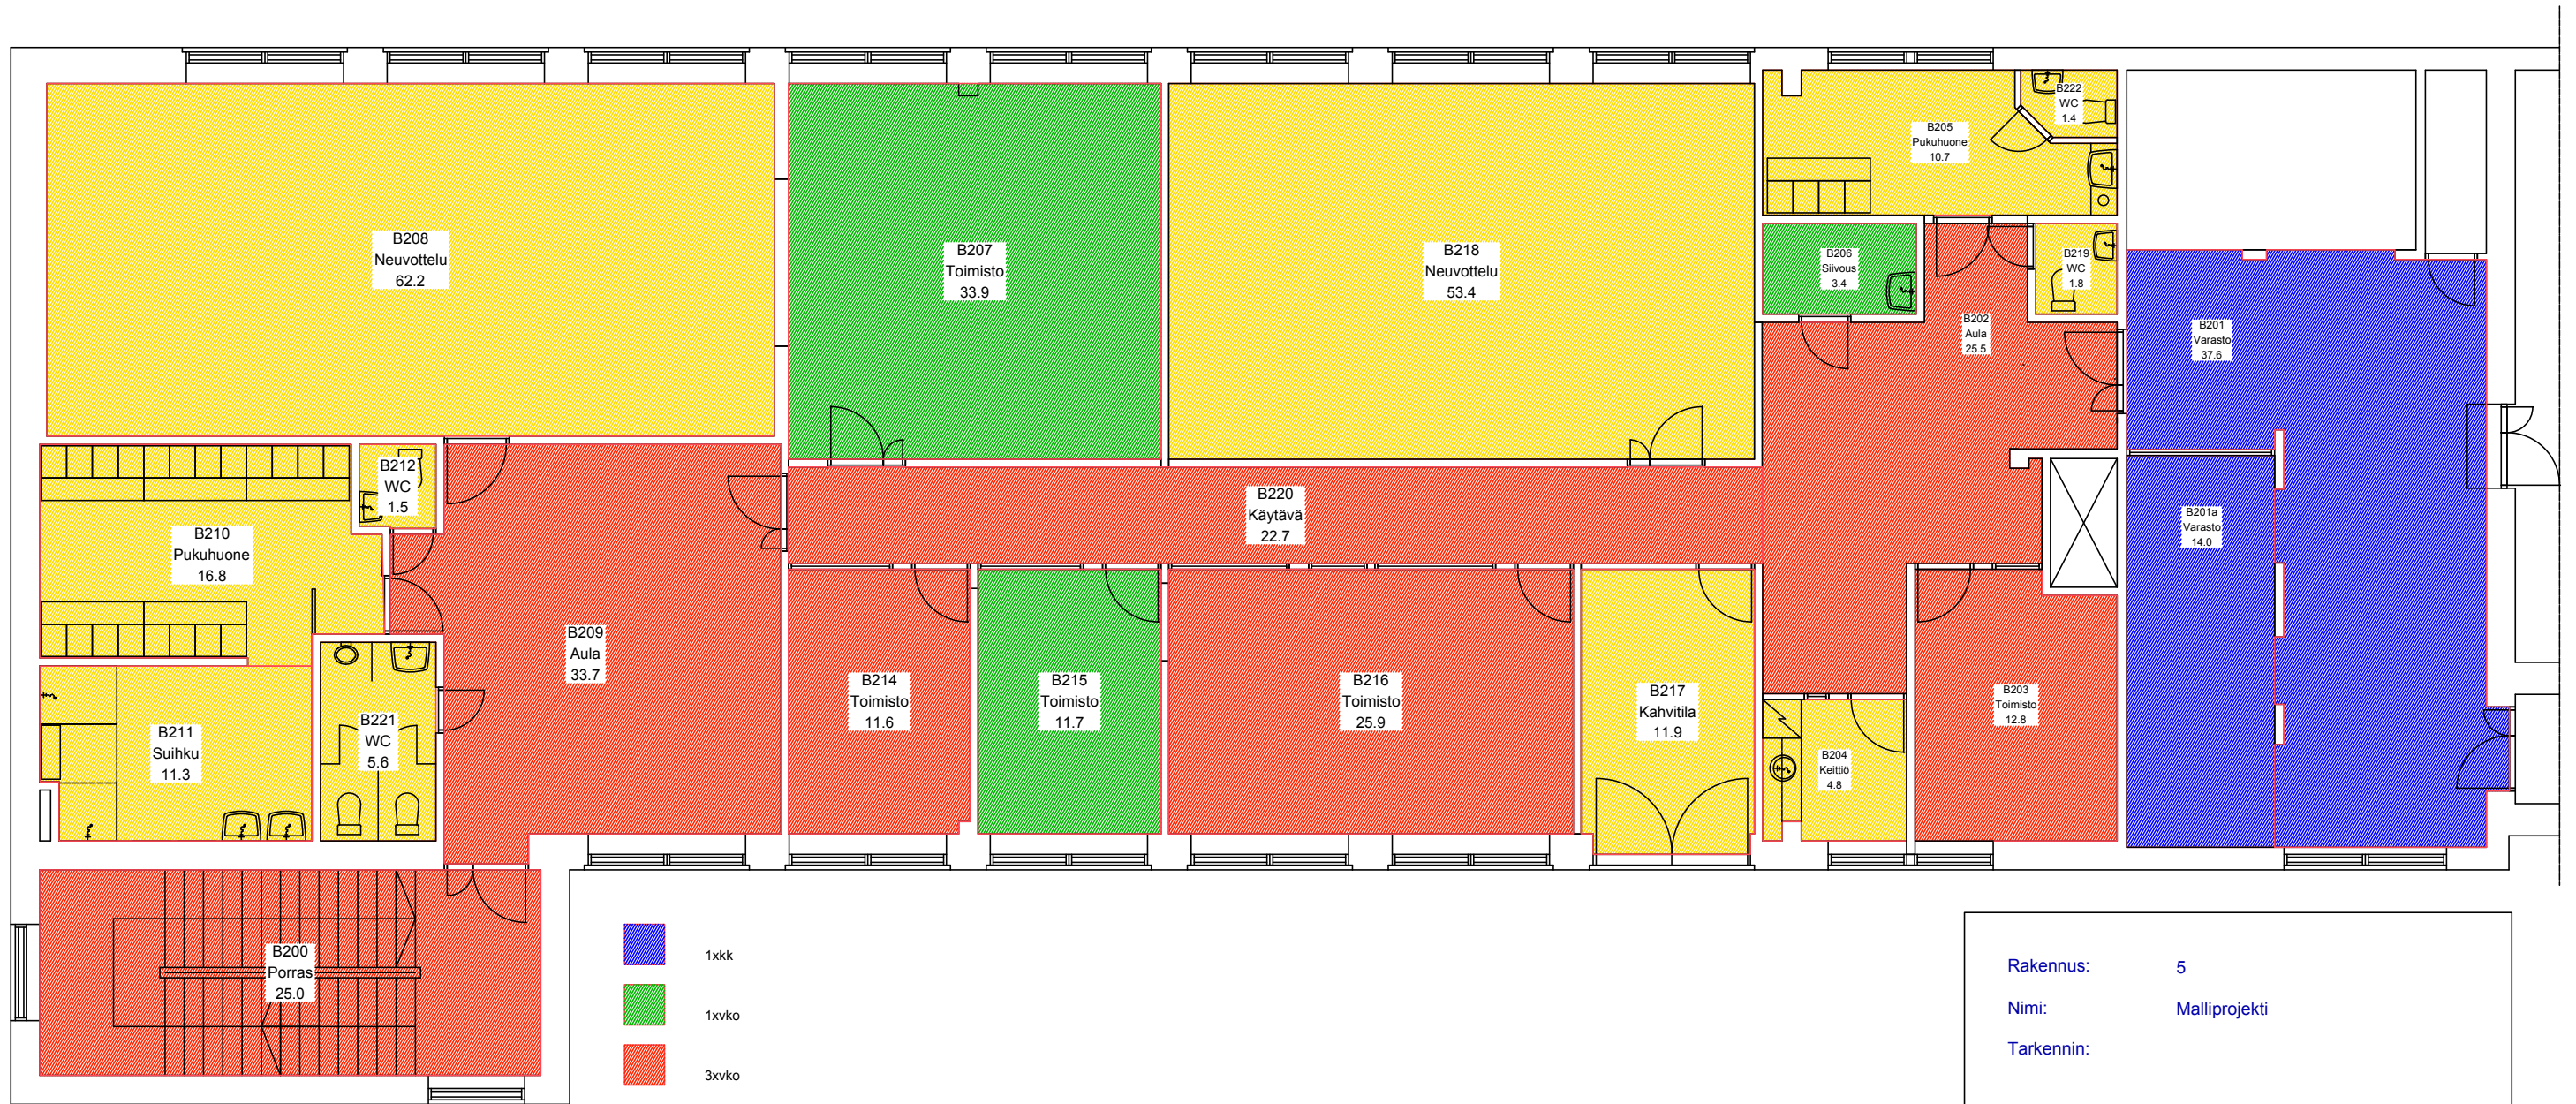 B222
WC
1.4
B205
Pukuhuone
10.7
B208
Neuvottelu
62.2
B207
Toimisto
33.9
B218
Neuvottelu
53.4
B206
Siivous
3.4
B219
WC
1.8
B202
Aula
25.5
B201
Varasto
37.6
B212
WC
1.5
B220
Käytävä
22.7
B201a
Varasto
14.0
B210
Pukuhuone
16.8
B209
Aula
33.7
B214
Toimisto
11.6
B215
Toimisto
11.7
B216
Toimisto
25.9
B217
Kahvitila
11.9
B203
Toimisto
12.8
B211
Suihku
11.3
B221
WC
5.6
B204
Keittiö
4.8
B200
Porras
25.0
1xkk
1xvko
3xvko
Rakennus: 5
Nimi: Malliprojekti
Tarkennin: